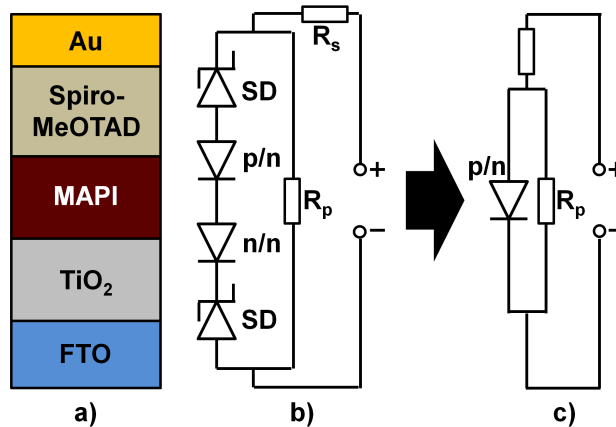 Au
Spiro-
MeOTAD
MAPI
TiO₂
FTO
a)
Rₛ
SD
p/n
Rₚ
n/n
SD
+
−
b)
p/n
Rₚ
+
−
c)